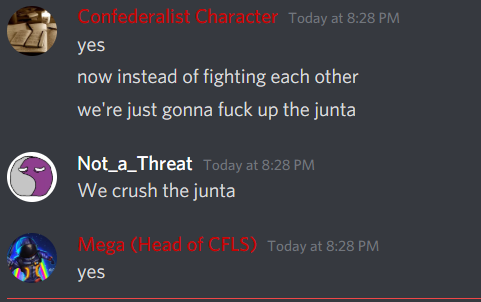 Confederalist Character Today at 8:28 PM
yes
now instead of fighting each other
we're just gonna fuck up the junta
Not_a_Threat Today at 8:28 PM
We crush the junta
Mega (Head of CFLS) Today at 8:28 PM
yes